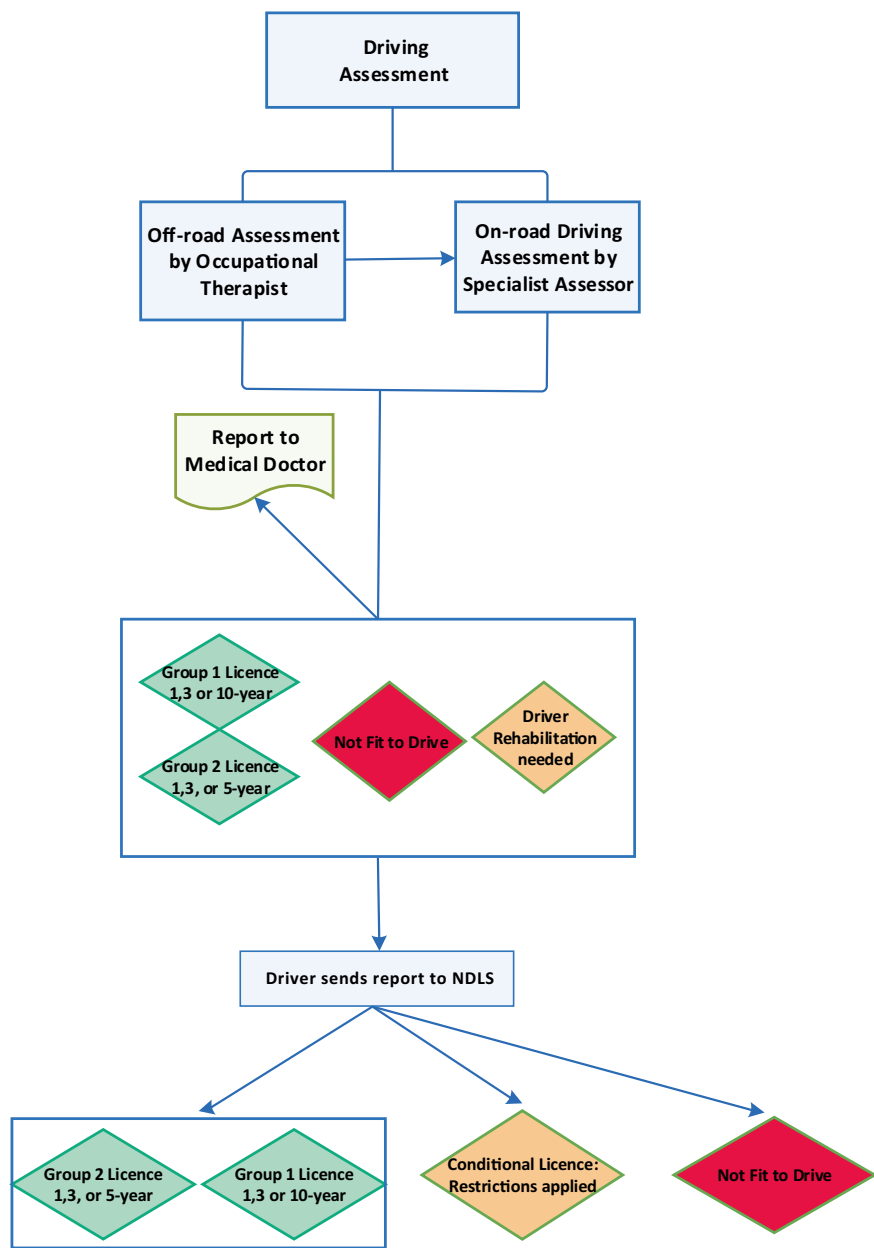 Driving
Assessment
Off-road Assessment
by Occupational
Therapist
On-road Driving
Assessment by
Specialist Assessor
Report to
Medical Doctor
Group 1 Licence
1,3 or 10-year
Group 2 Licence
1,3, or 5-year
Not Fit to Drive
Driver
Rehabilitation
needed
Driver sends report to NDLS
Group 2 Licence
1,3, or 5-year
Group 1 Licence
1,3 or 10-year
Conditional Licence:
Restrictions applied
Not Fit to Drive